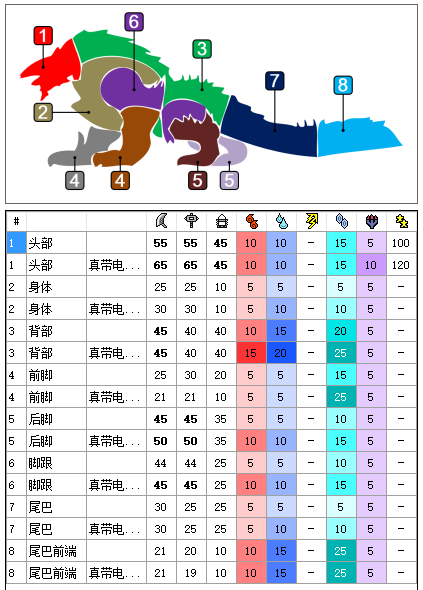 1
6
3
7
8
2
4
4
5
5
#
1 头部 55 55 45 10 10 – 15 5 100
1 头部 真带电... 65 65 45 10 10 – 15 10 120
2 身体 25 25 10 5 5 – 5 5 –
2 身体 真带电... 30 30 10 5 10 – 10 5 –
3 背部 45 40 40 10 15 – 20 5 –
3 背部 真带电... 45 40 40 15 20 – 25 5 –
4 前脚 25 30 20 5 5 – 15 5 –
4 前脚 真带电... 21 21 10 5 5 – 25 5 –
5 后脚 45 45 35 5 5 – 10 5 –
5 后脚 真带电... 50 50 35 10 10 – 15 5 –
6 脚跟 44 44 25 5 5 – 10 5 –
6 脚跟 真带电... 45 45 25 10 10 – 15 5 –
7 尾巴 30 25 25 5 5 – 5 5 –
7 尾巴 真带电... 30 25 25 5 10 – 10 5 –
8 尾巴前端 21 20 10 10 15 – 25 5 –
8 尾巴前端 真带电... 21 19 10 10 15 – 25 5 –